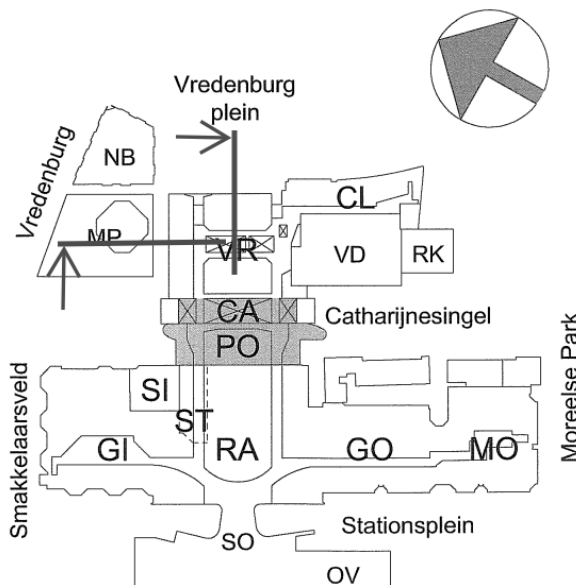 Vredenburg
plein
NB
Vredenburg
CL
MP
VR
VD
RK
CA
Catharijnesingel
PO
Moreelse Park
SI
ST
Smakkelaarsveld
GI
RA
GO
MO
Stationsplein
SO
OV